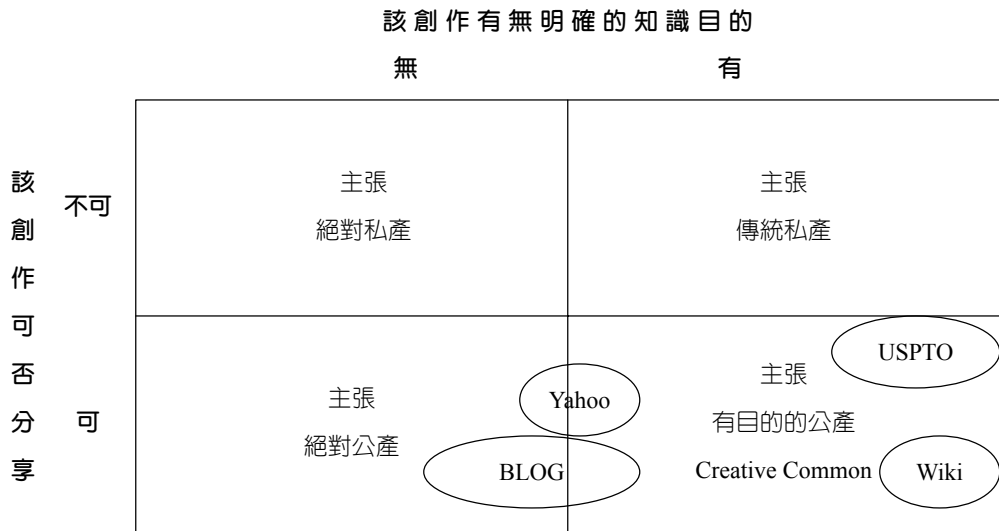 該創作有無明確的知識目的
無 有
該創作可否分享
不可
主張
絕對私產
主張
傳統私產
可
主張
絕對公產
Yahoo
BLOG
主張
有目的的公產
Creative Common
USPTO
Wiki